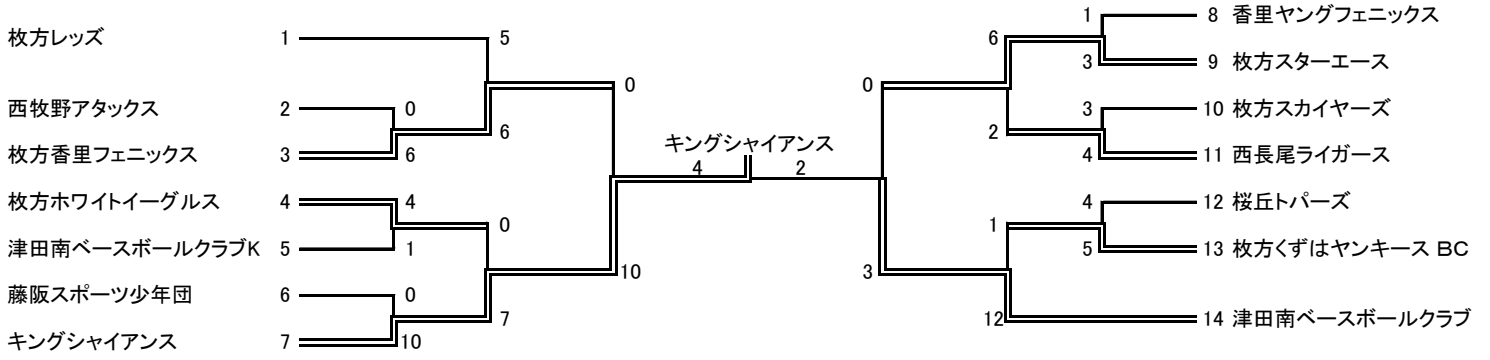 枚方レッズ 1 5
西牧野アタックス 2 0
6
枚方香里フェニックス 3 6
0
枚方ホワイトイーグルス 4 4
0
津田南ベースボールクラブK 5 1
10
藤阪スポーツ少年団 6 0
7
キングシャイアンス 7 10
キングシャイアンス
4 2
1 8 香里ヤングフェニックス
6
3 9 枚方スターエース
0
3 10 枚方スカイヤーズ
2
4 11 西長尾ライガース
4 12 桜丘トパーズ
1
5 13 枚方くずはヤンキース BC
3
12 14 津田南ベースボールクラブ